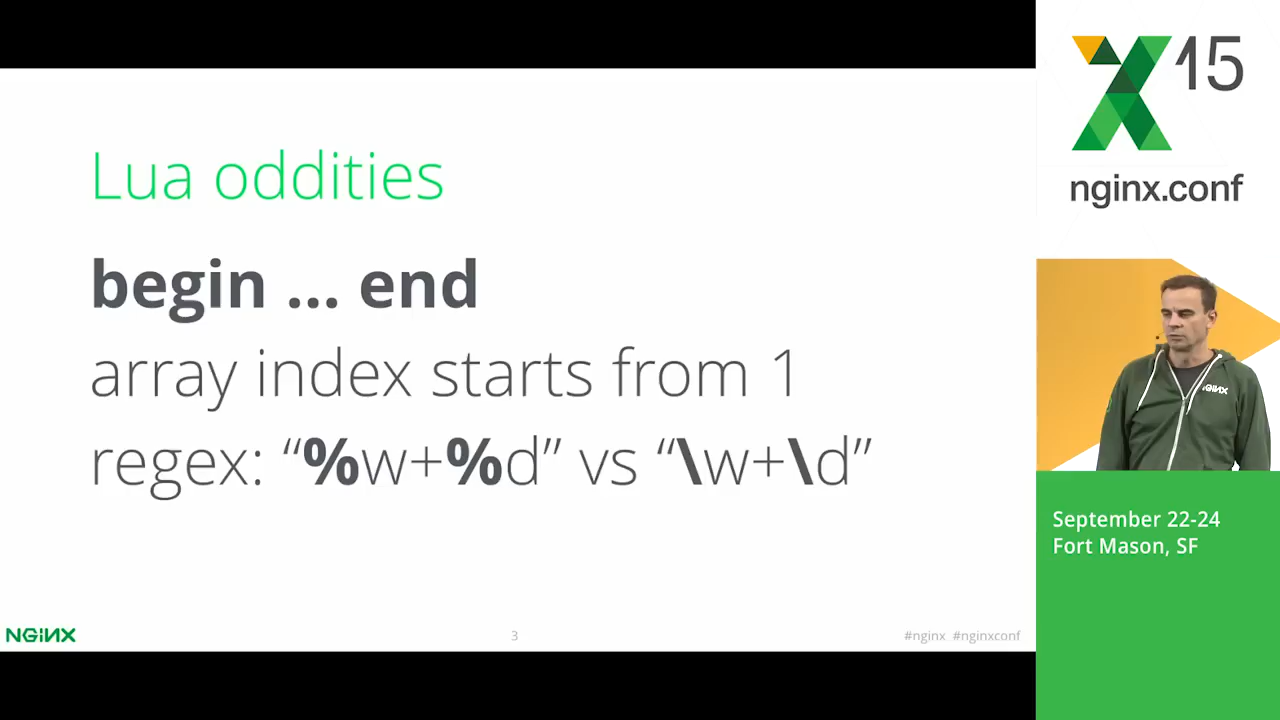 Lua oddities
begin ... end
array index starts from 1
regex: “%w+%d” vs “\w+\d”
NGINX
3
#nginx #nginxconf
15
nginx.conf
NGINX
September 22-24
Fort Mason, SF